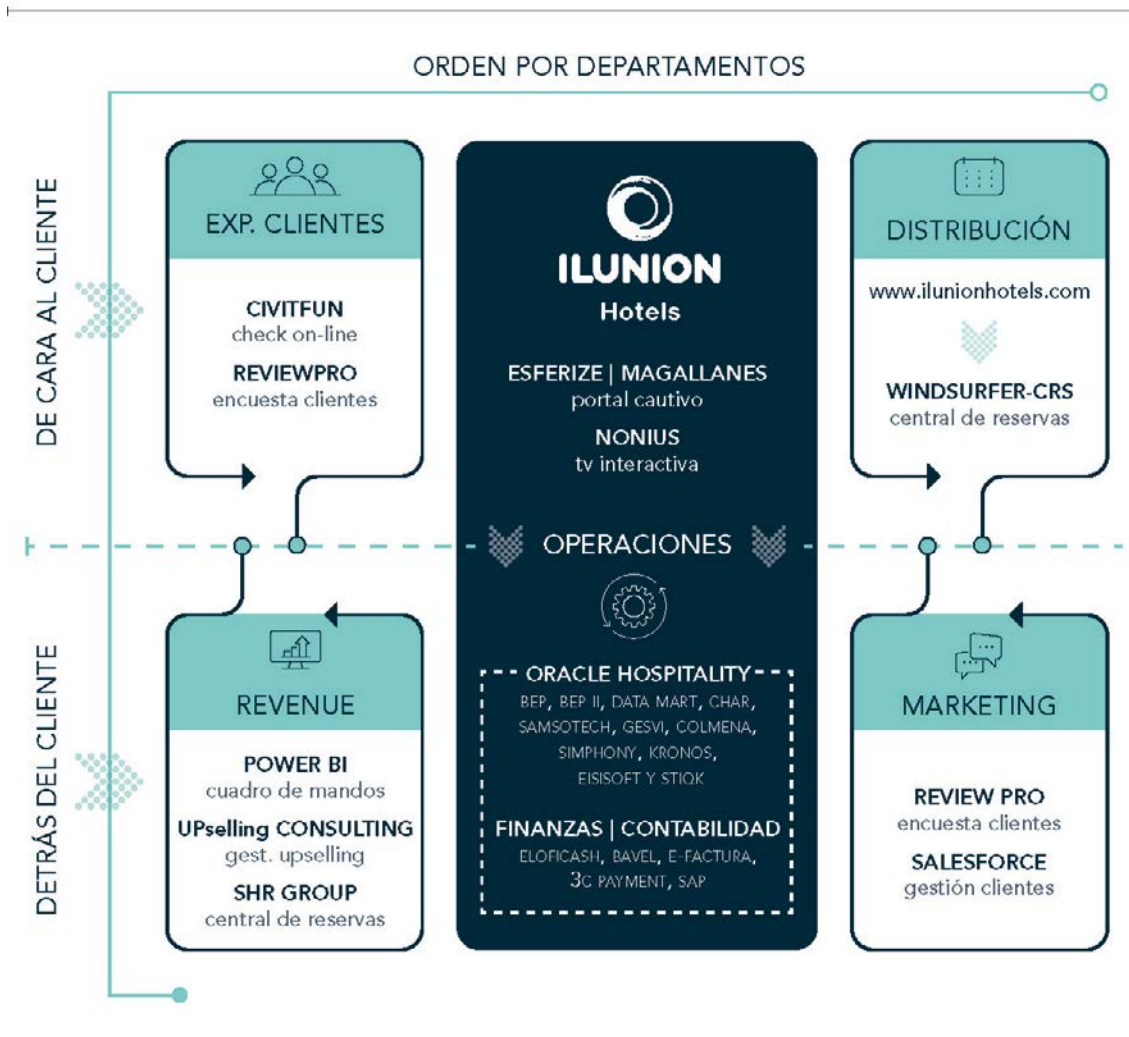 ORDEN POR DEPARTAMENTOS
DE CARA AL CLIENTE
EXP. CLIENTES
CIVITFUN
check on-line
REVIEWPRO
encuesta clientes
ILUNION
Hotels
ESFERIZE | MAGALLANES
portal cautivo
NONIUS
tv interactiva
DISTRIBUCIÓN
www.ilunionhotels.com
WINDSURFER-CRS
central de reservas
OPERACIONES
DETRÁS DEL CLIENTE
REVENUE
POWER BI
cuadro de mandos
UPselling CONSULTING
gest. upselling
SHR GROUP
central de reservas
ORACLE HOSPITALITY
BEP, BEP II, DATA MART, CHAR,
SAMSOTECH, GESVI, COLMENA,
SIMPHONY, KRONOS,
EISISOFT Y STIQK
FINANZAS | CONTABILIDAD
ELOFICASH, BAVEL, E-FACTURA,
3C PAYMENT, SAP
MARKETING
REVIEW PRO
encuesta clientes
SALESFORCE
gestión clientes